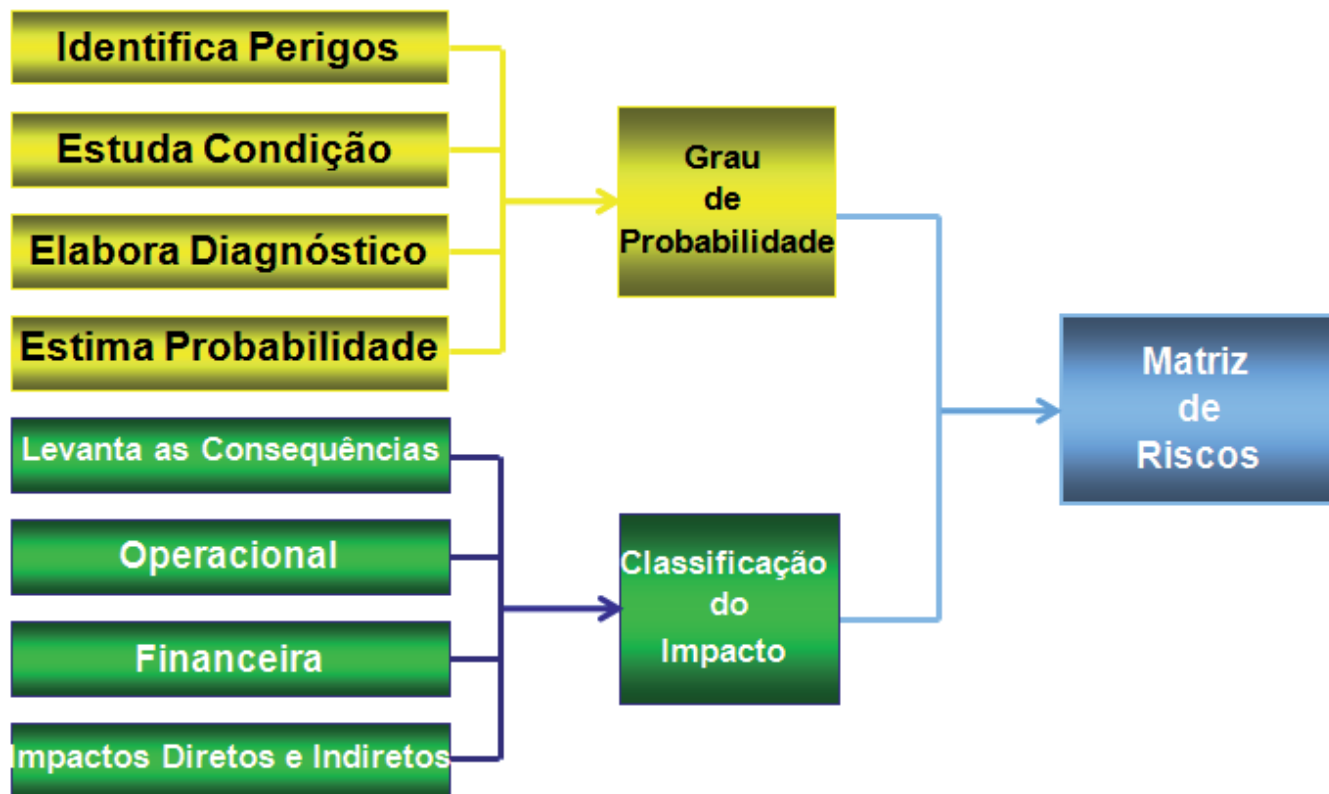 Identifica Perigos
Estuda Condição
Elabora Diagnóstico
Estima Probabilidade
Grau
de
Probabilidade
Levanta as Consequências
Operacional
Financeira
Impactos Diretos e Indiretos
Classificação
do
Impacto
Matriz
de
Riscos